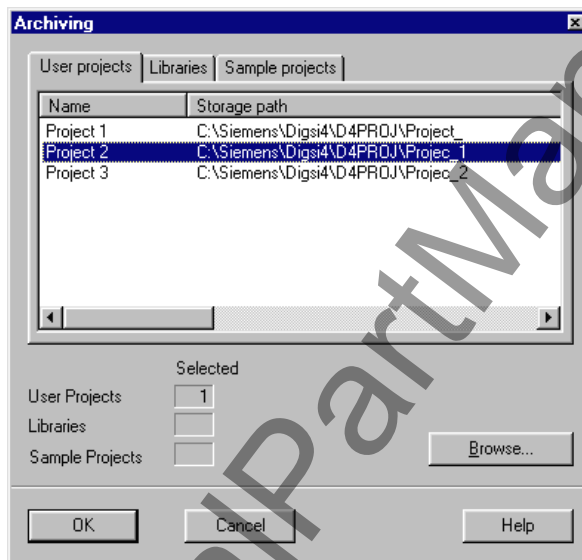 Archiving
User projects Libraries Sample projects
Name Storage path
Project 1 C:\Siemens\Digsi4\D4PROJ\Project_
Project 2 C:\Siemens\Digsi4\D4PROJ\Projec_1
Project 3 C:\Siemens\Digsi4\D4PROJ\Projec_2
Selected
User Projects 1
Libraries
Sample Projects
Browse...
OK Cancel Help
lPartMan